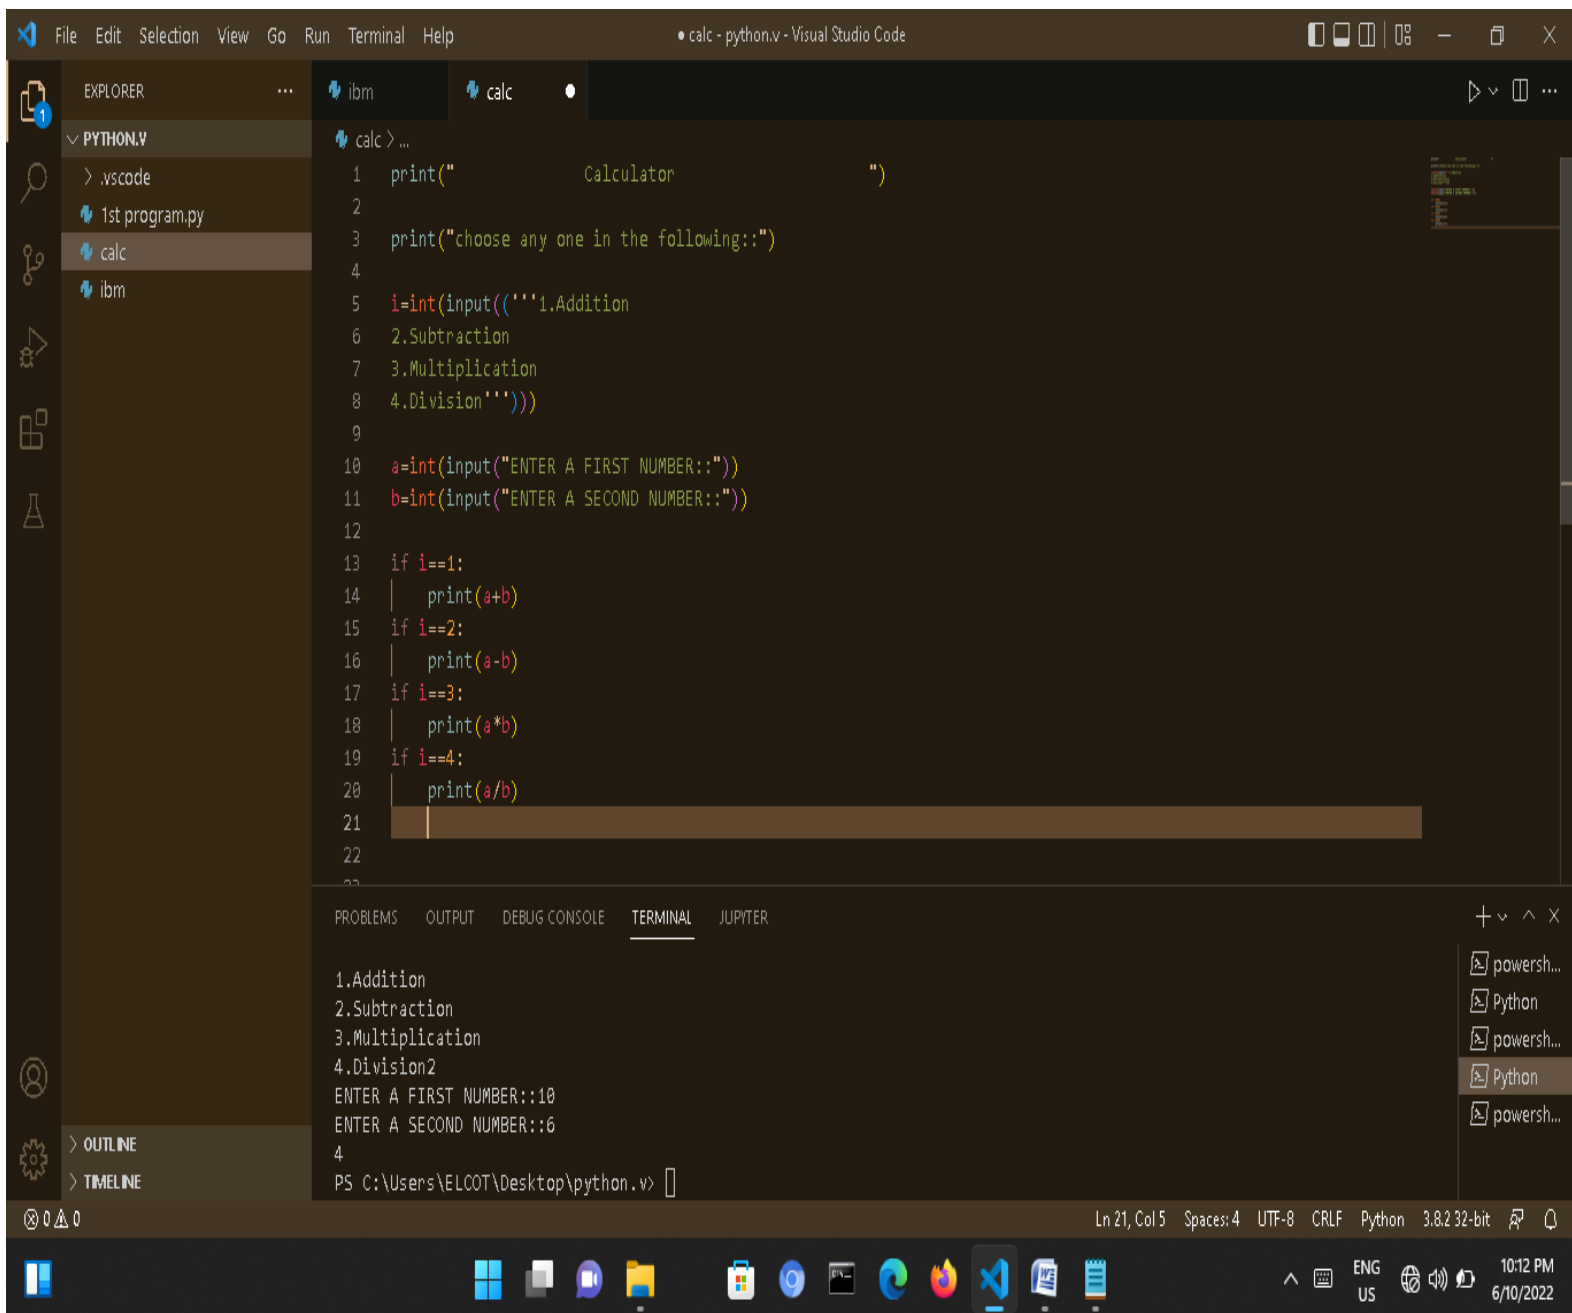 File Edit Selection View Go Run Terminal Help
● calc - python.v - Visual Studio Code
EXPLORER ...
ibm
calc
1
PYTHON.V
.vscode
1st program.py
calc
ibm
calc > ...
1 print("              Calculator                     ")
2
3 print("choose any one in the following::")
4
5 i=int(input(('''1.Addition
6 2.Subtraction
7 3.Multiplication
8 4.Division''')))
9
10 a=int(input("ENTER A FIRST NUMBER::"))
11 b=int(input("ENTER A SECOND NUMBER::"))
12
13 if i==1:
14     print(a+b)
15 if i==2:
16     print(a-b)
17 if i==3:
18     print(a*b)
19 if i==4:
20     print(a/b)
21
22
PROBLEMS OUTPUT DEBUG CONSOLE TERMINAL JUPYTER
1.Addition
2.Subtraction
3.Multiplication
4.Division2
ENTER A FIRST NUMBER::10
ENTER A SECOND NUMBER::6
4
PS C:\Users\ELCOT\Desktop\python.v>
powersh...
Python
powersh...
Python
powersh...
OUTLINE
TIMELINE
0 0
Ln 21, Col 5 Spaces: 4 UTF-8 CRLF Python 3.8.2 32-bit
ENG
US
10:12 PM
6/10/2022